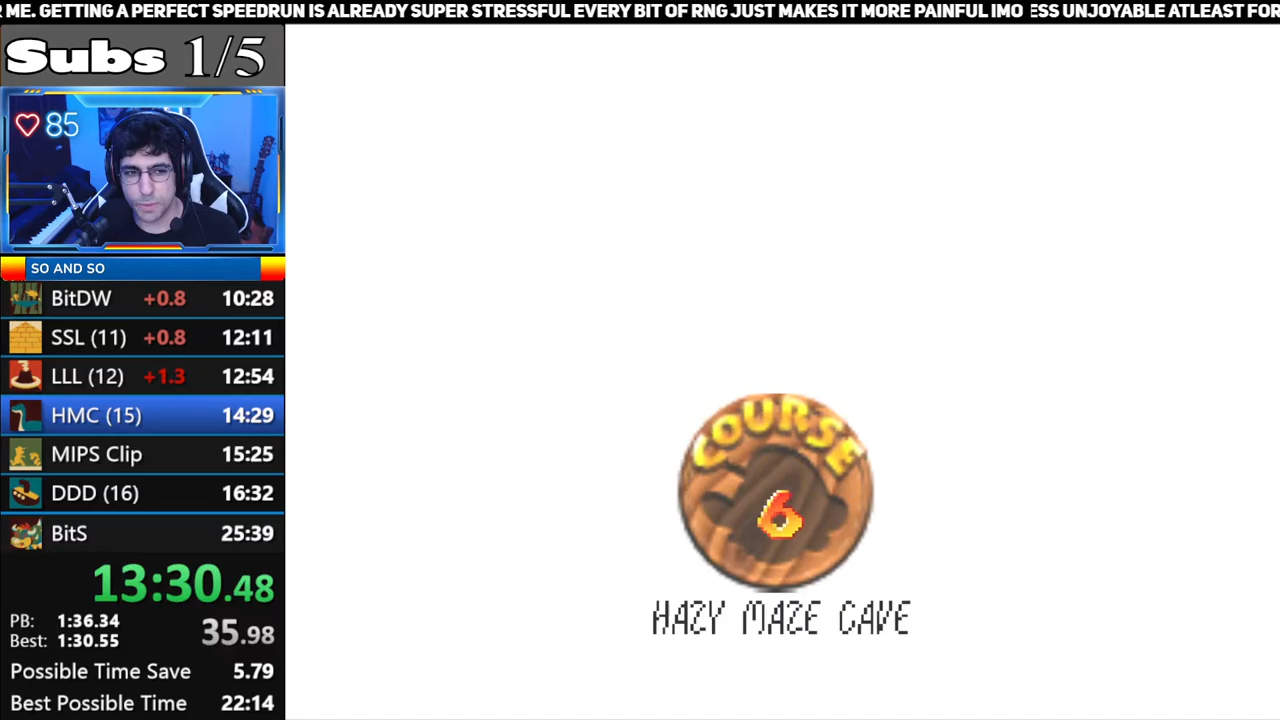 R ME. GETTING A PERFECT SPEEDRUN IS ALREADY SUPER STRESSFUL EVERY BIT OF RNG JUST MAKES IT MORE PAINFUL IMO ESS UNJOYABLE ATLEAST FOR
Subs 1/5
85
SO AND SO
BitDW +0.8 10:28
SSL (11) +0.8 12:11
LLL (12) +1.3 12:54
HMC (15) 14:29
MIPS Clip 15:25
DDD (16) 16:32
BitS 25:39
13:30.48
PB: 1:36.34
Best: 1:30.55
35.98
Possible Time Save 5.79
Best Possible Time 22:14
COURSE
6
HAZY MAZE CAVE